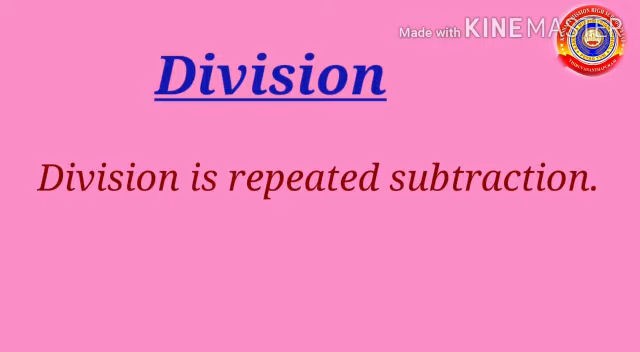 Made with KINEMASTER
Division
Division is repeated subtraction.